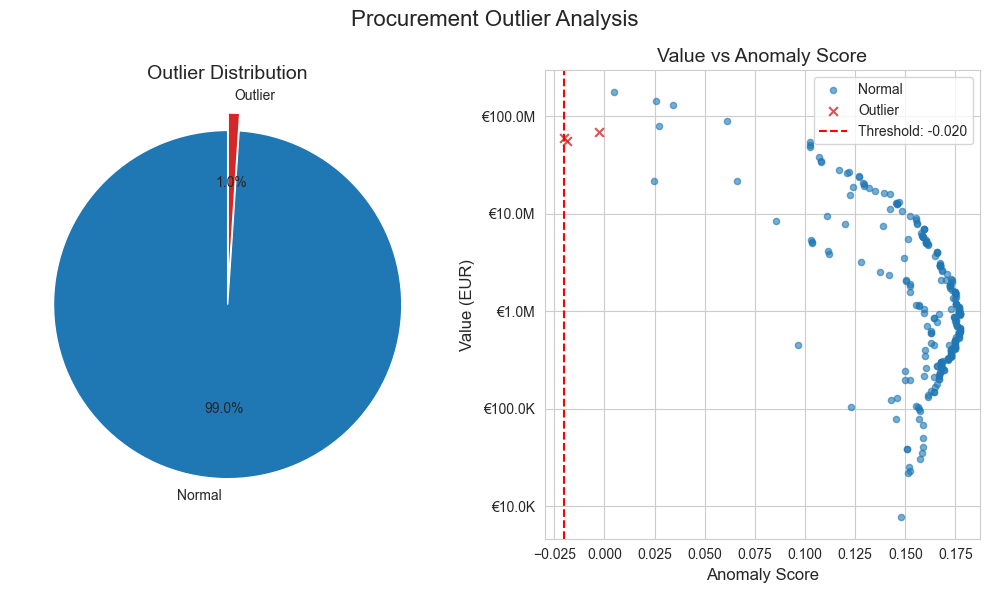 Procurement Outlier Analysis
Outlier Distribution
Outlier
1.0%
99.0%
Normal
Value vs Anomaly Score
Normal
Outlier
Threshold: -0.020
Value (EUR)
€100.0M
€10.0M
€1.0M
€100.0K
€10.0K
−0.025 0.000 0.025 0.050 0.075 0.100 0.125 0.150 0.175
Anomaly Score